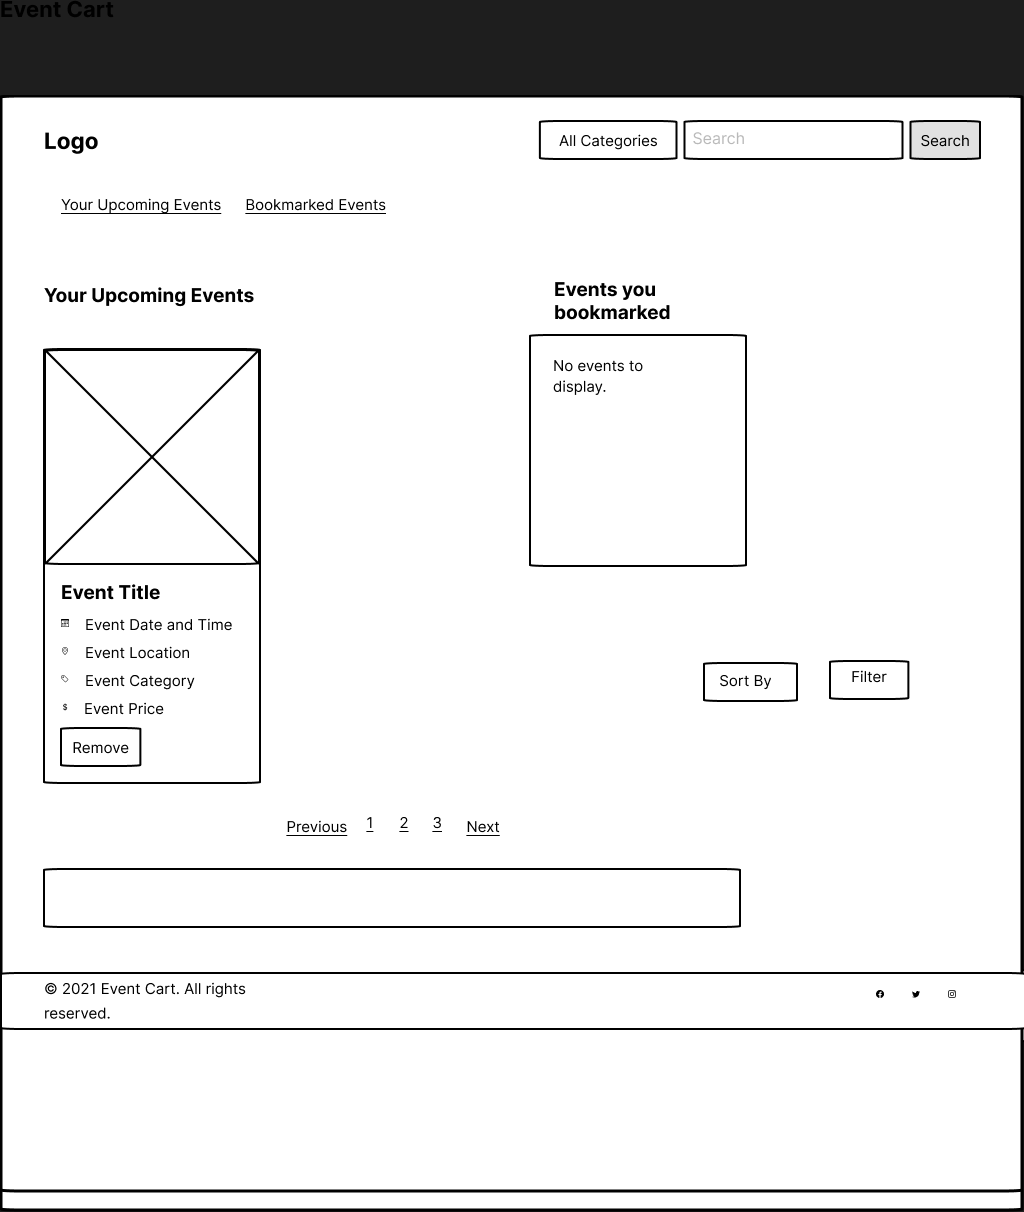 Event Cart
Logo
All Categories
Search
Search
Your Upcoming Events
Bookmarked Events
Your Upcoming Events
Events you
bookmarked
No events to
display.
Event Title
Event Date and Time
Event Location
Event Category
$ Event Price
Remove
Sort By
Filter
Previous 1 2 3 Next
© 2021 Event Cart. All rights
reserved.